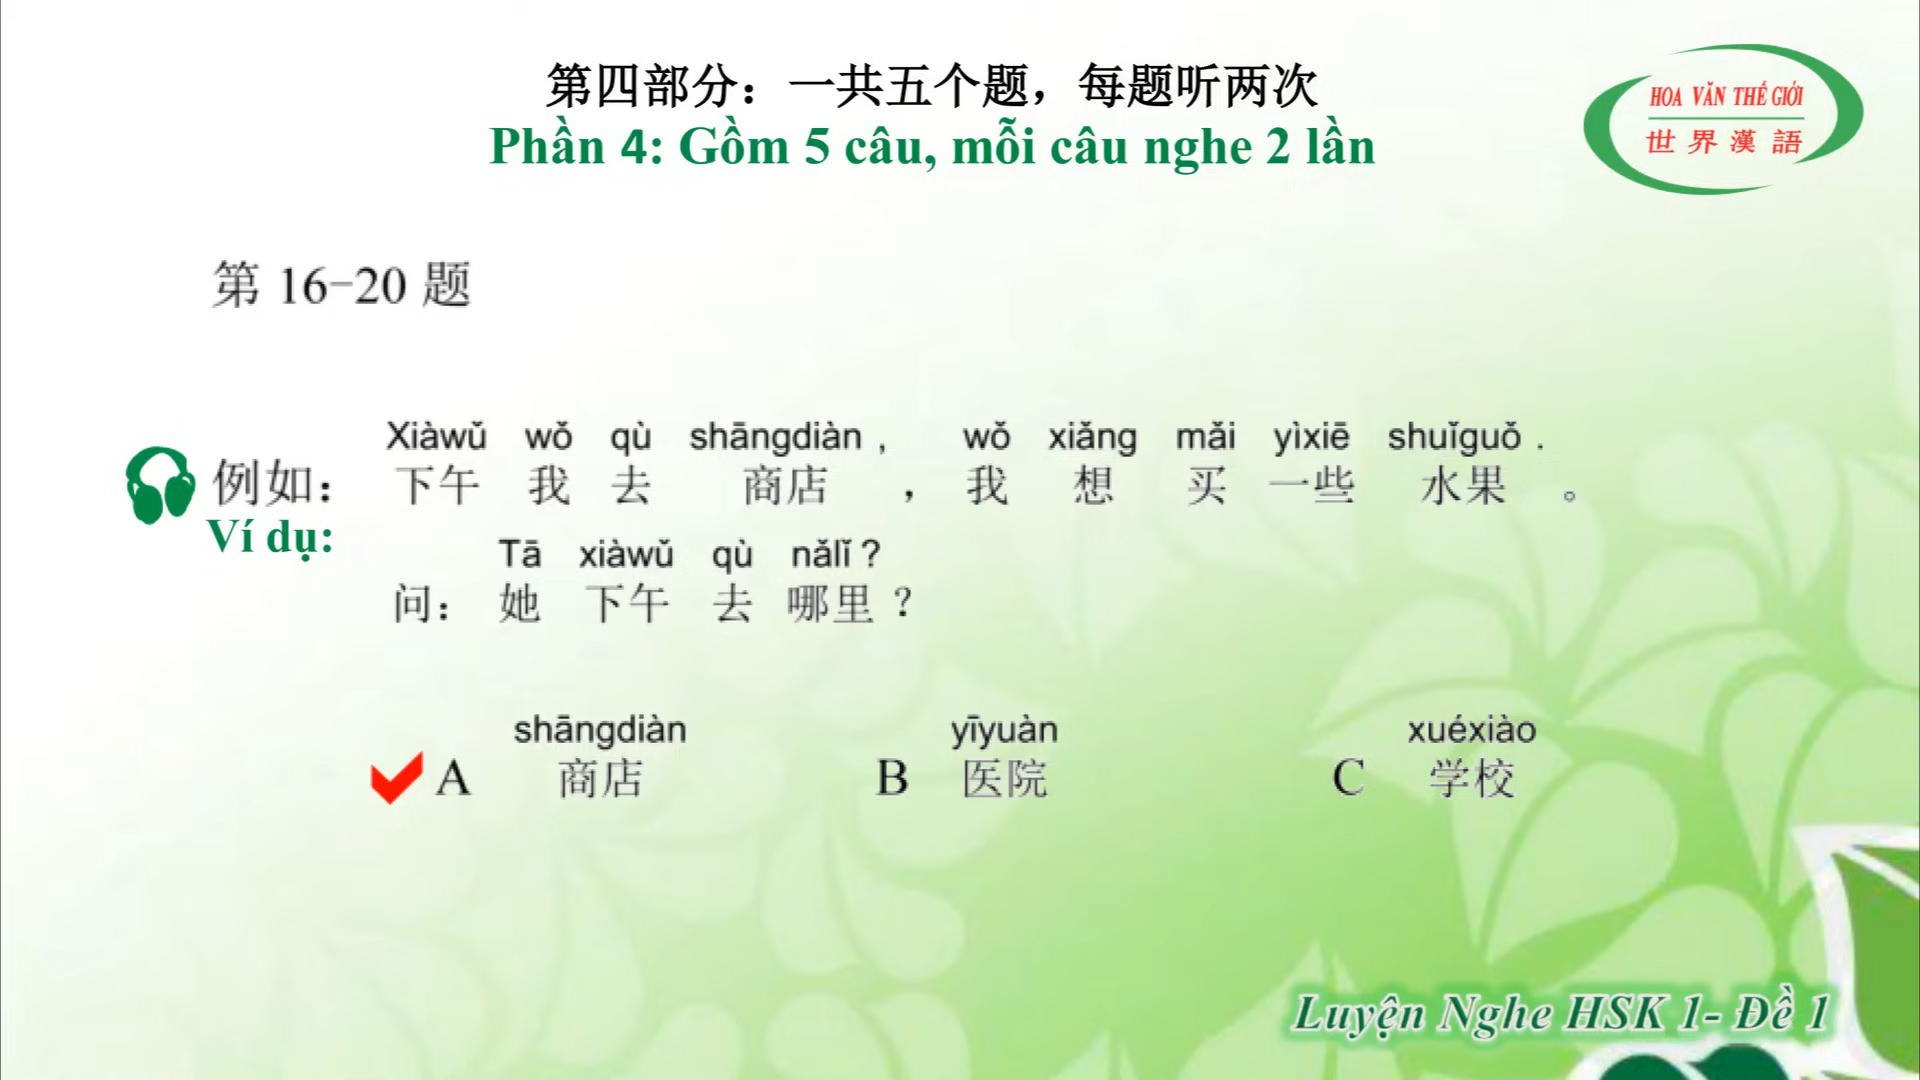 第四部分：一共五个题，每题听两次
Phần 4: Gồm 5 câu, mỗi câu nghe 2 lần
HOA VĂN THẾ GIỚI
世界漢語
第 16-20 题
Xiàwǔ wǒ qù shāngdiàn , wǒ xiǎng mǎi yìxiē shuǐguǒ .
例如： 下午 我 去 商店 ， 我 想 买 一些 水果 。
Ví dụ:
Tā xiàwǔ qù nǎlǐ ?
问： 她 下午 去 哪里 ？
shāngdiàn yīyuàn xuéxiào
A 商店 B 医院 C 学校
Luyện Nghe HSK 1- Đề 1